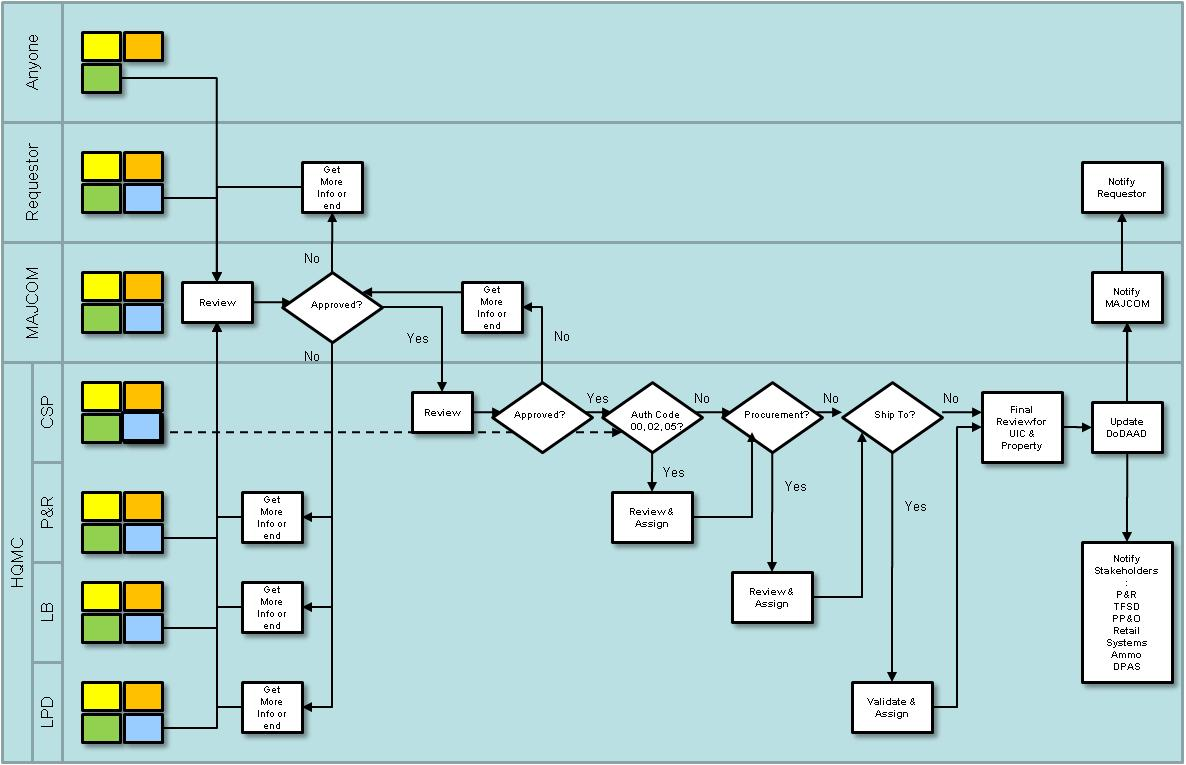 Anyone
Requestor
Get
More
Info or
end
Notify
Requestor
No
MAJCOM
Review
Approved?
Get
More
Info or
end
Notify
MAJCOM
Yes
No
No
HQMC
CSP
Review
Approved?
Yes
Auth Code
00, 02, 05?
No
Procurement?
No
Ship To?
No
Final
Reviewfor
UIC &
Property
Update
DoDAAD
Yes
Yes
Yes
P&R
Get
More
Info or
end
Review &
Assign
LB
Get
More
Info or
end
Review &
Assign
Notify
Stakeholders
:
P&R
TFSD
PP&O
Retail
Systems
Ammo
DPAS
LPD
Get
More
Info or
end
Validate &
Assign